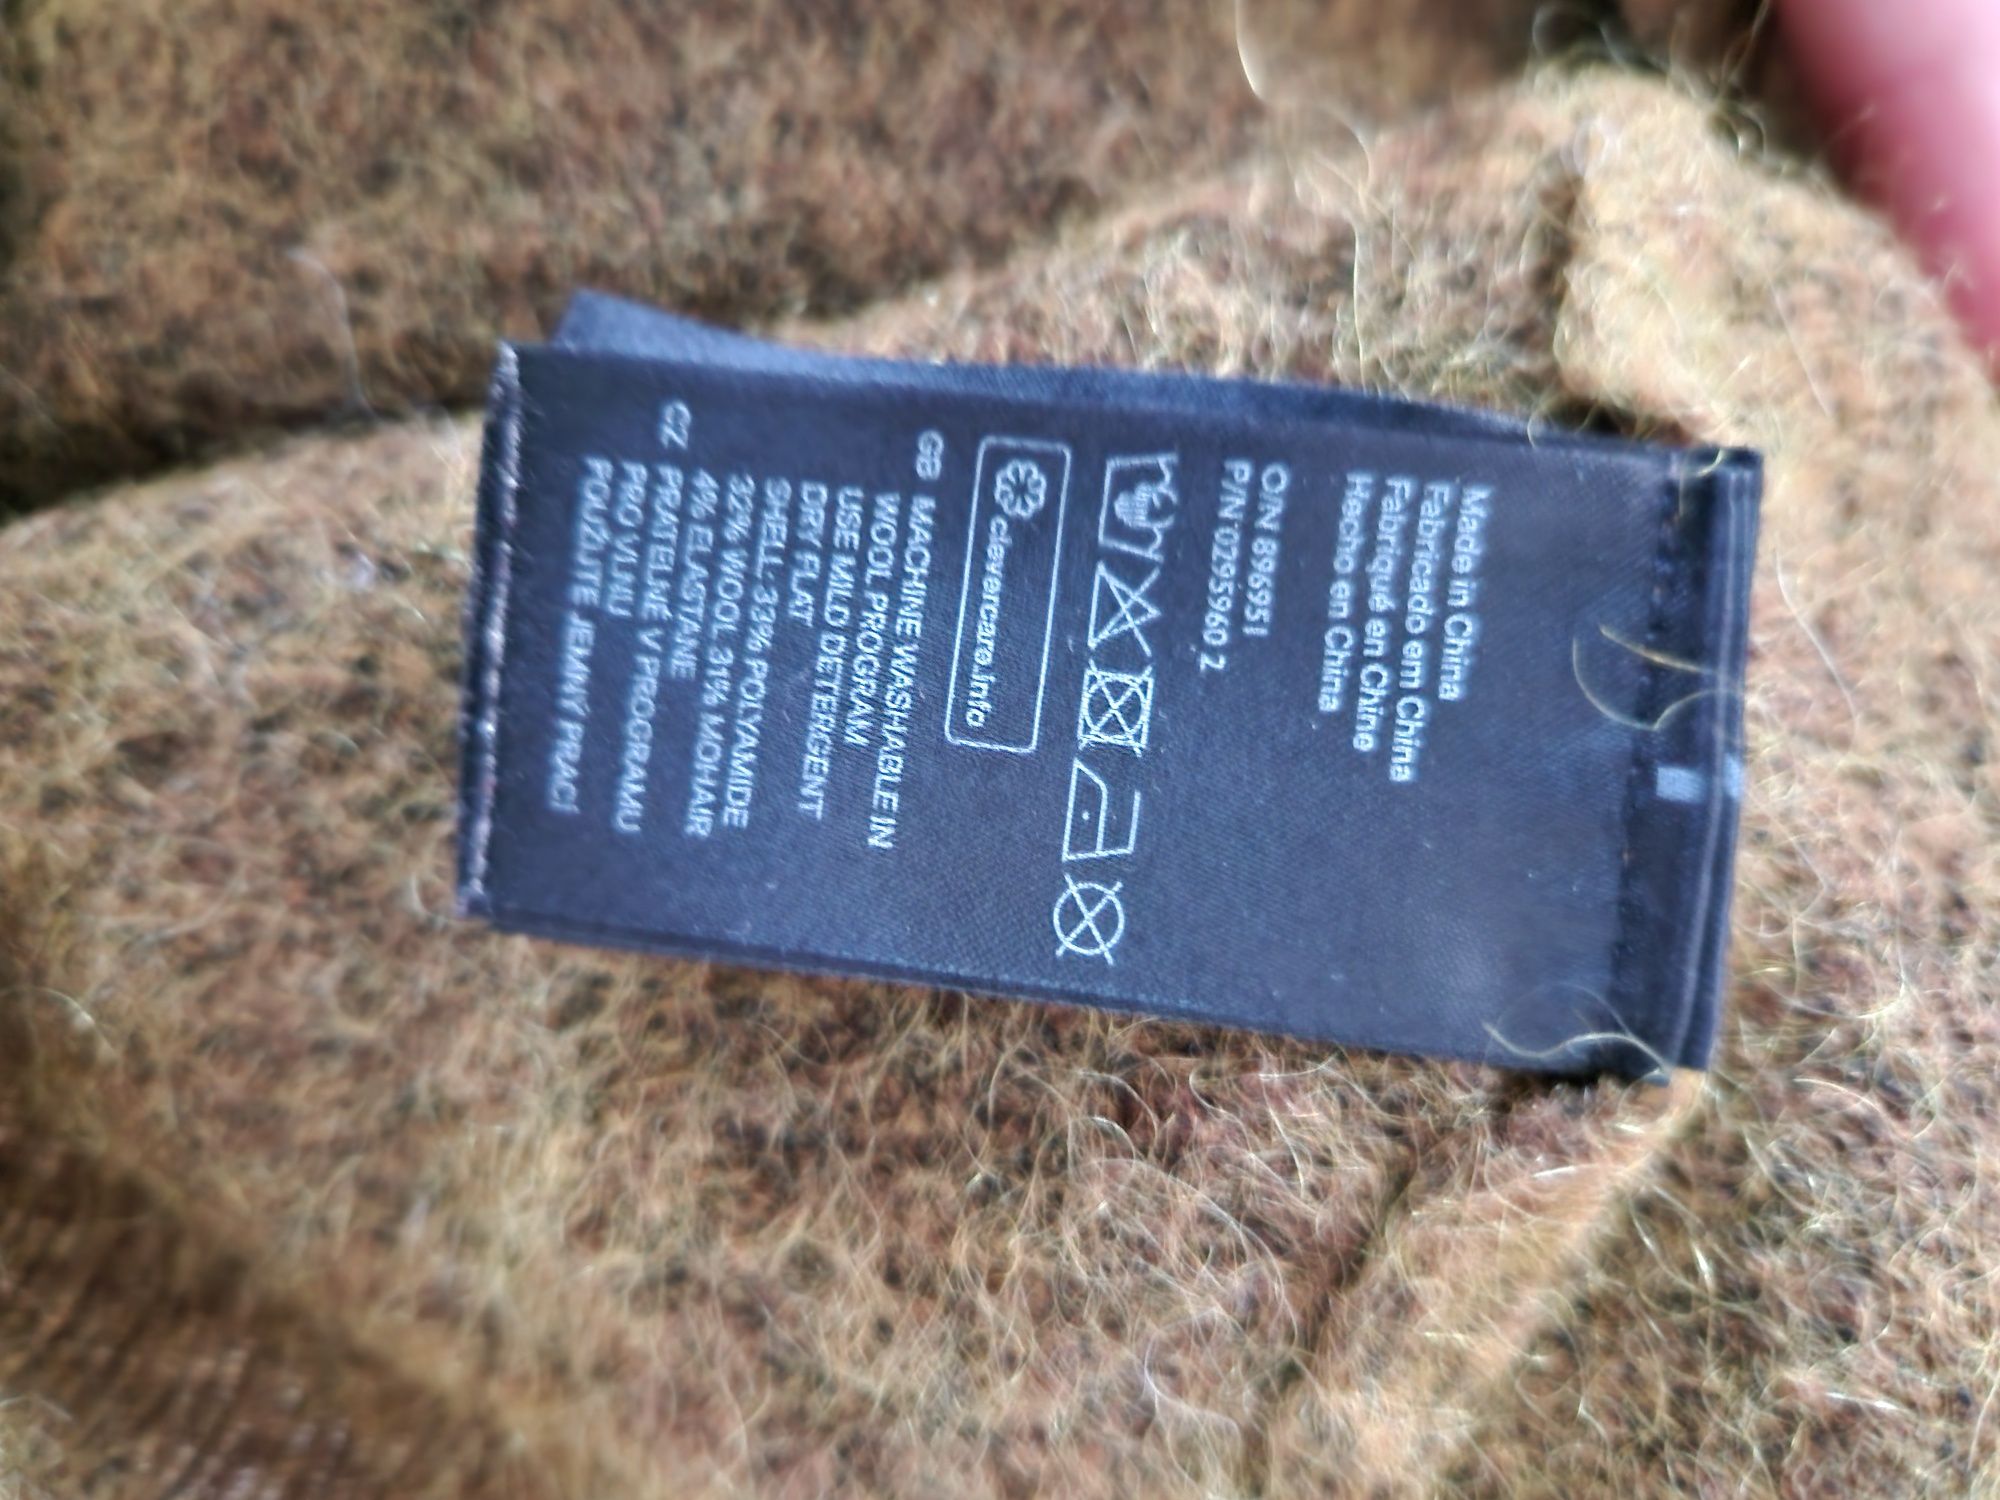 Made in China
Fabricado em China
Fabriqué en Chine
Hecho en China
O/N 896951
P/N 0295960 2
clevercare.info
GB MACHINE WASHABLE IN
WOOL PROGRAM
USE MILD DETERGENT
DRY FLAT
SHELL: 33% POLYAMIDE
32% WOOL 31% MOHAIR
4% ELASTANE
CZ PRATELNÉ V PROGRAMU
PRO VLNU
POUŽIJTE JEMNÝ PRACÍ